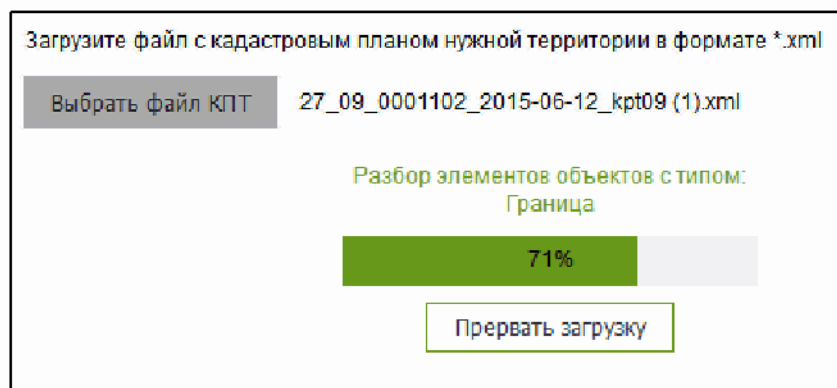 Загрузите файл с кадастровым планом нужной территории в формате *.xml
Выбрать файл КПТ 27_09_0001102_2015-06-12_kpt09 (1).xml
Разбор элементов объектов с типом:
Граница
71%
Прервать загрузку